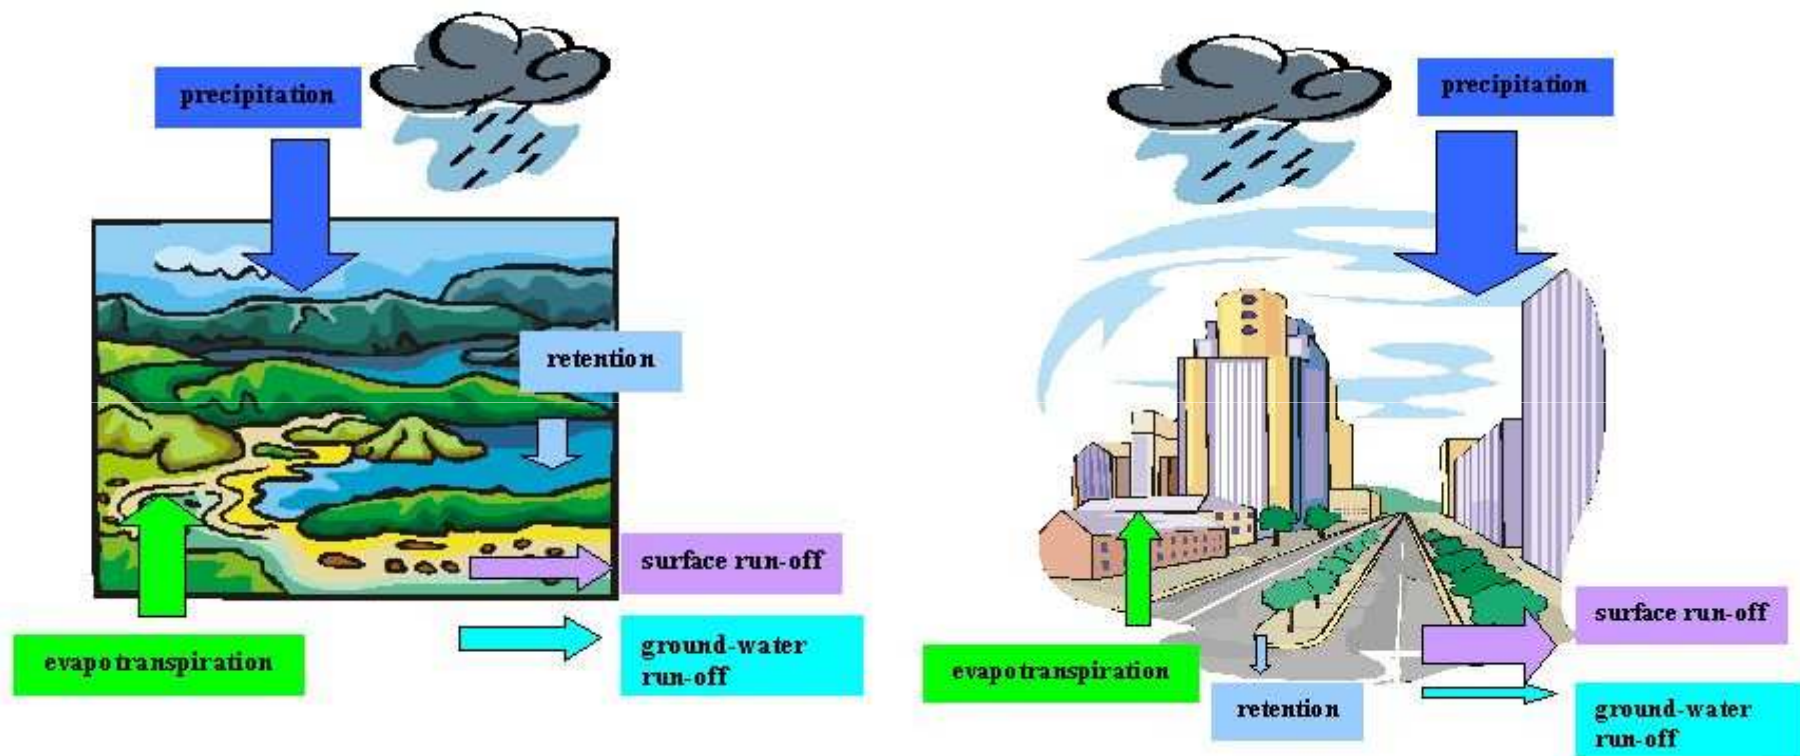 precipitation
retention
surface run-off
ground-water
run-off
evapotranspiration
precipitation
surface run-off
evapotranspiration
retention
ground-water
run-off